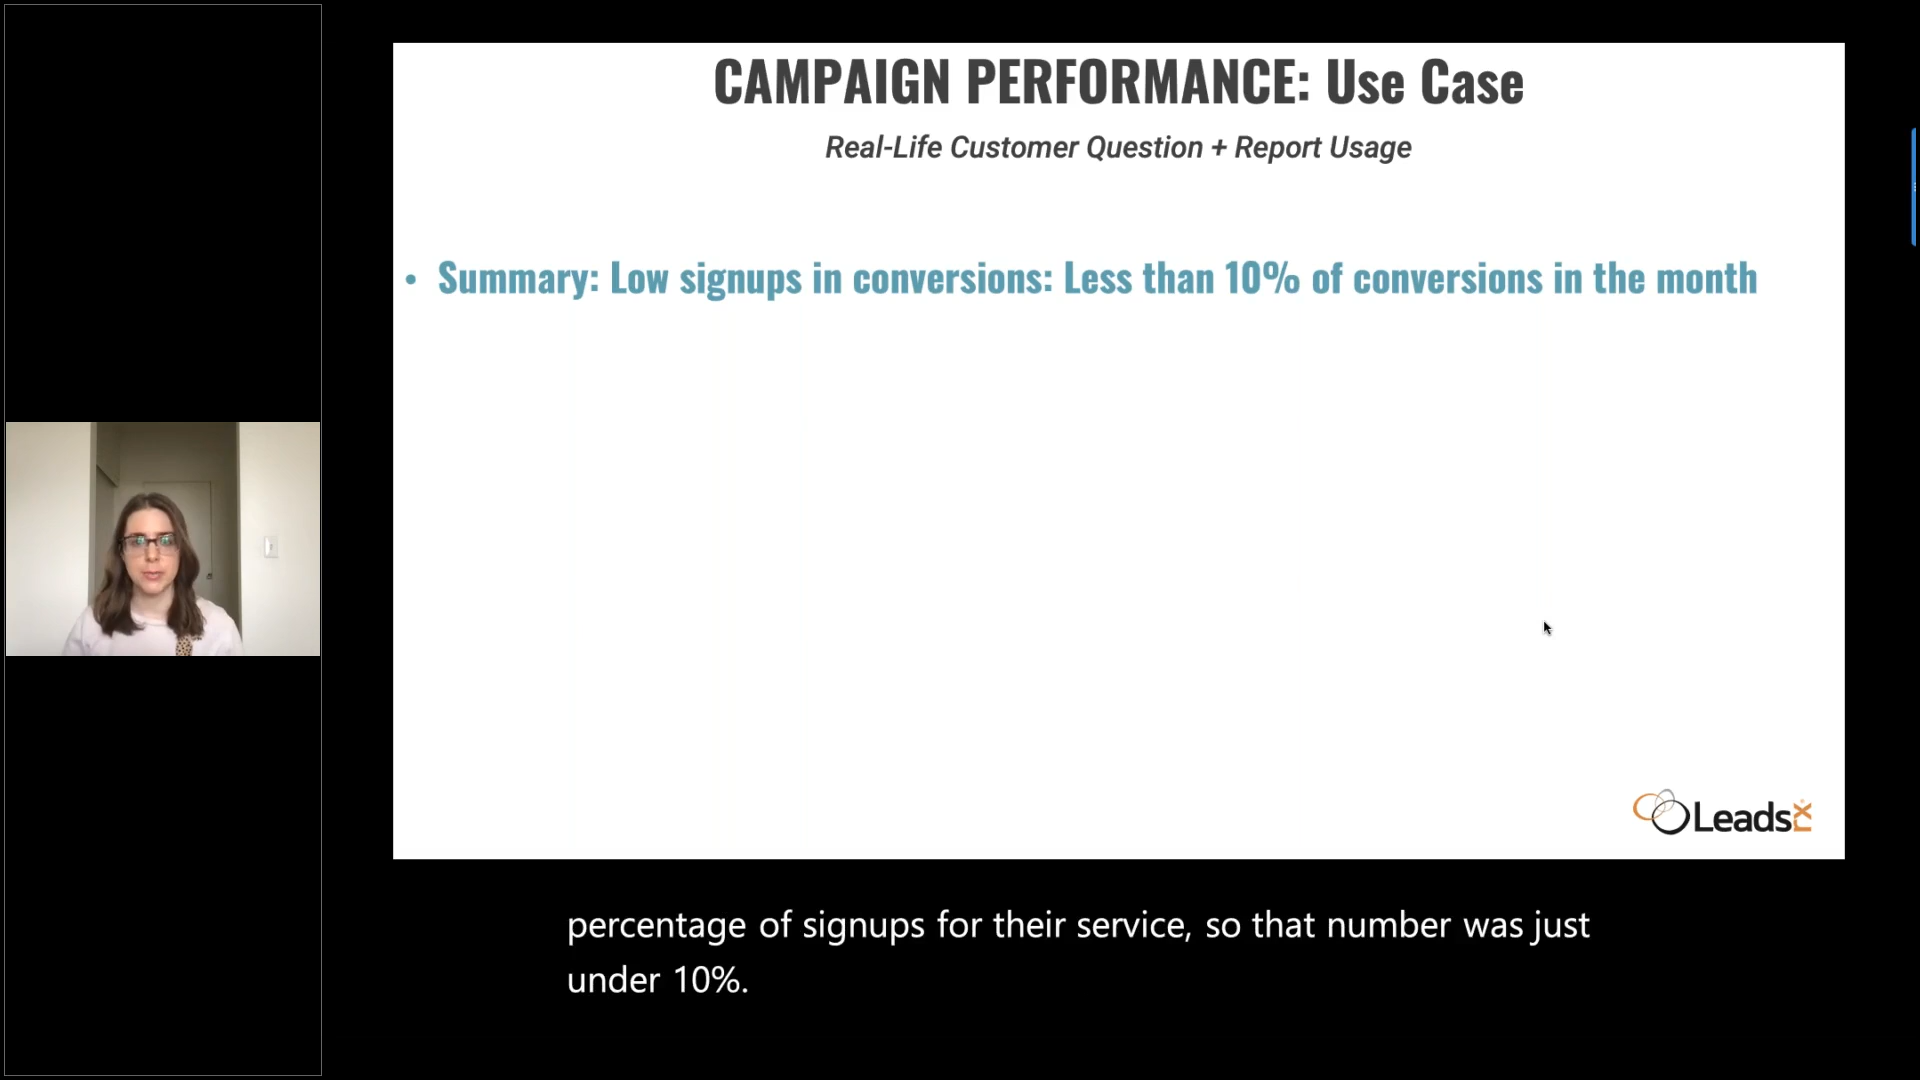 CAMPAIGN PERFORMANCE: Use Case
Real-Life Customer Question + Report Usage
• Summary: Low signups in conversions: Less than 10% of conversions in the month
LeadsRx
percentage of signups for their service, so that number was just
under 10%.